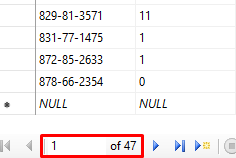 829-81-3571 11
831-77-1475 1
872-85-2633 1
878-66-2354 0
NULL NULL
1 of 47